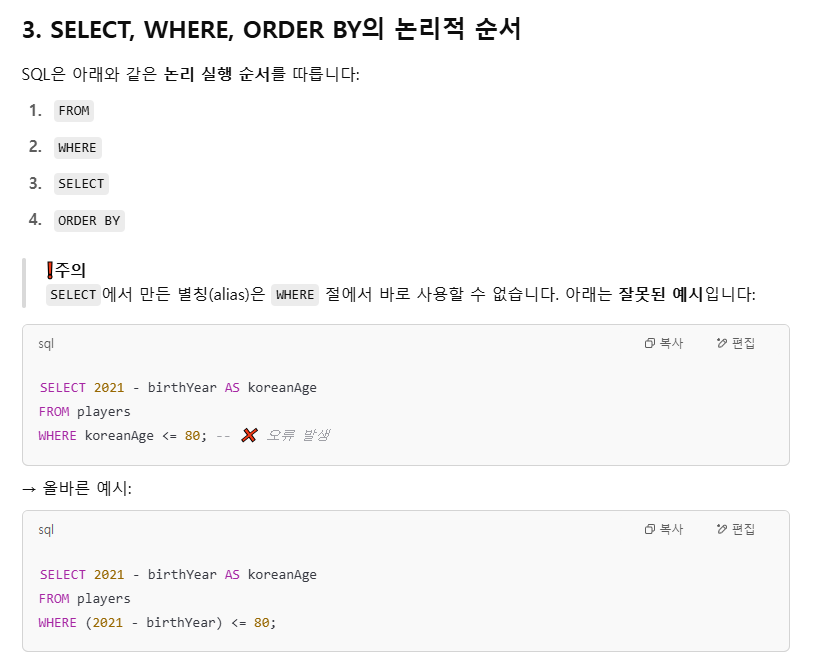 3. SELECT, WHERE, ORDER BY의 논리적 순서
SQL은 아래와 같은 논리 실행 순서를 따릅니다:
1. FROM
2. WHERE
3. SELECT
4. ORDER BY
❗주의
SELECT에서 만든 별칭(alias)은 WHERE 절에서 바로 사용할 수 없습니다. 아래는 잘못된 예시입니다:
sql 복사 편집
SELECT 2021 - birthYear AS koreanAge
FROM players
WHERE koreanAge <= 80; -- ❌ 오류 발생
→ 올바른 예시:
sql 복사 편집
SELECT 2021 - birthYear AS koreanAge
FROM players
WHERE (2021 - birthYear) <= 80;